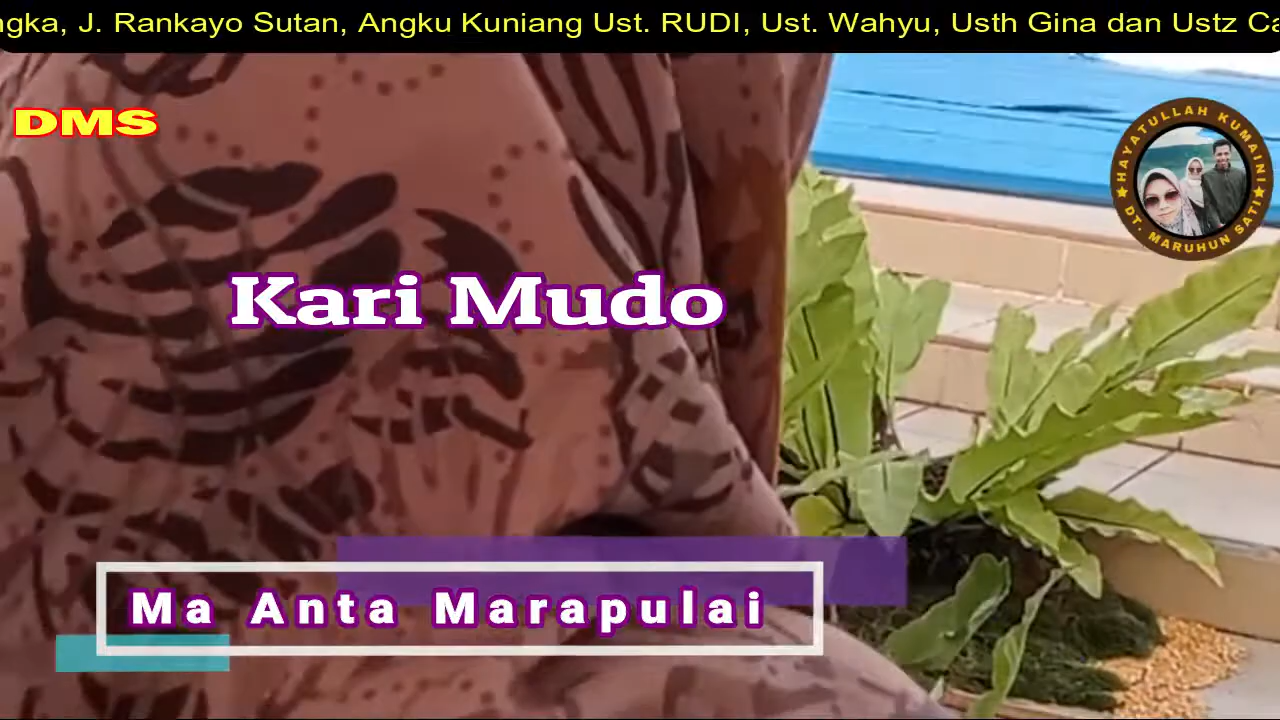 ngka, J. Rankayo Sutan, Angku Kuniang Ust. RUDI, Ust. Wahyu, Usth Gina dan Ustz Ca
DMS
HAYATULLAH KUMAINI
DT. MARUHUN SATI
Kari Mudo
Ma Anta Marapulai